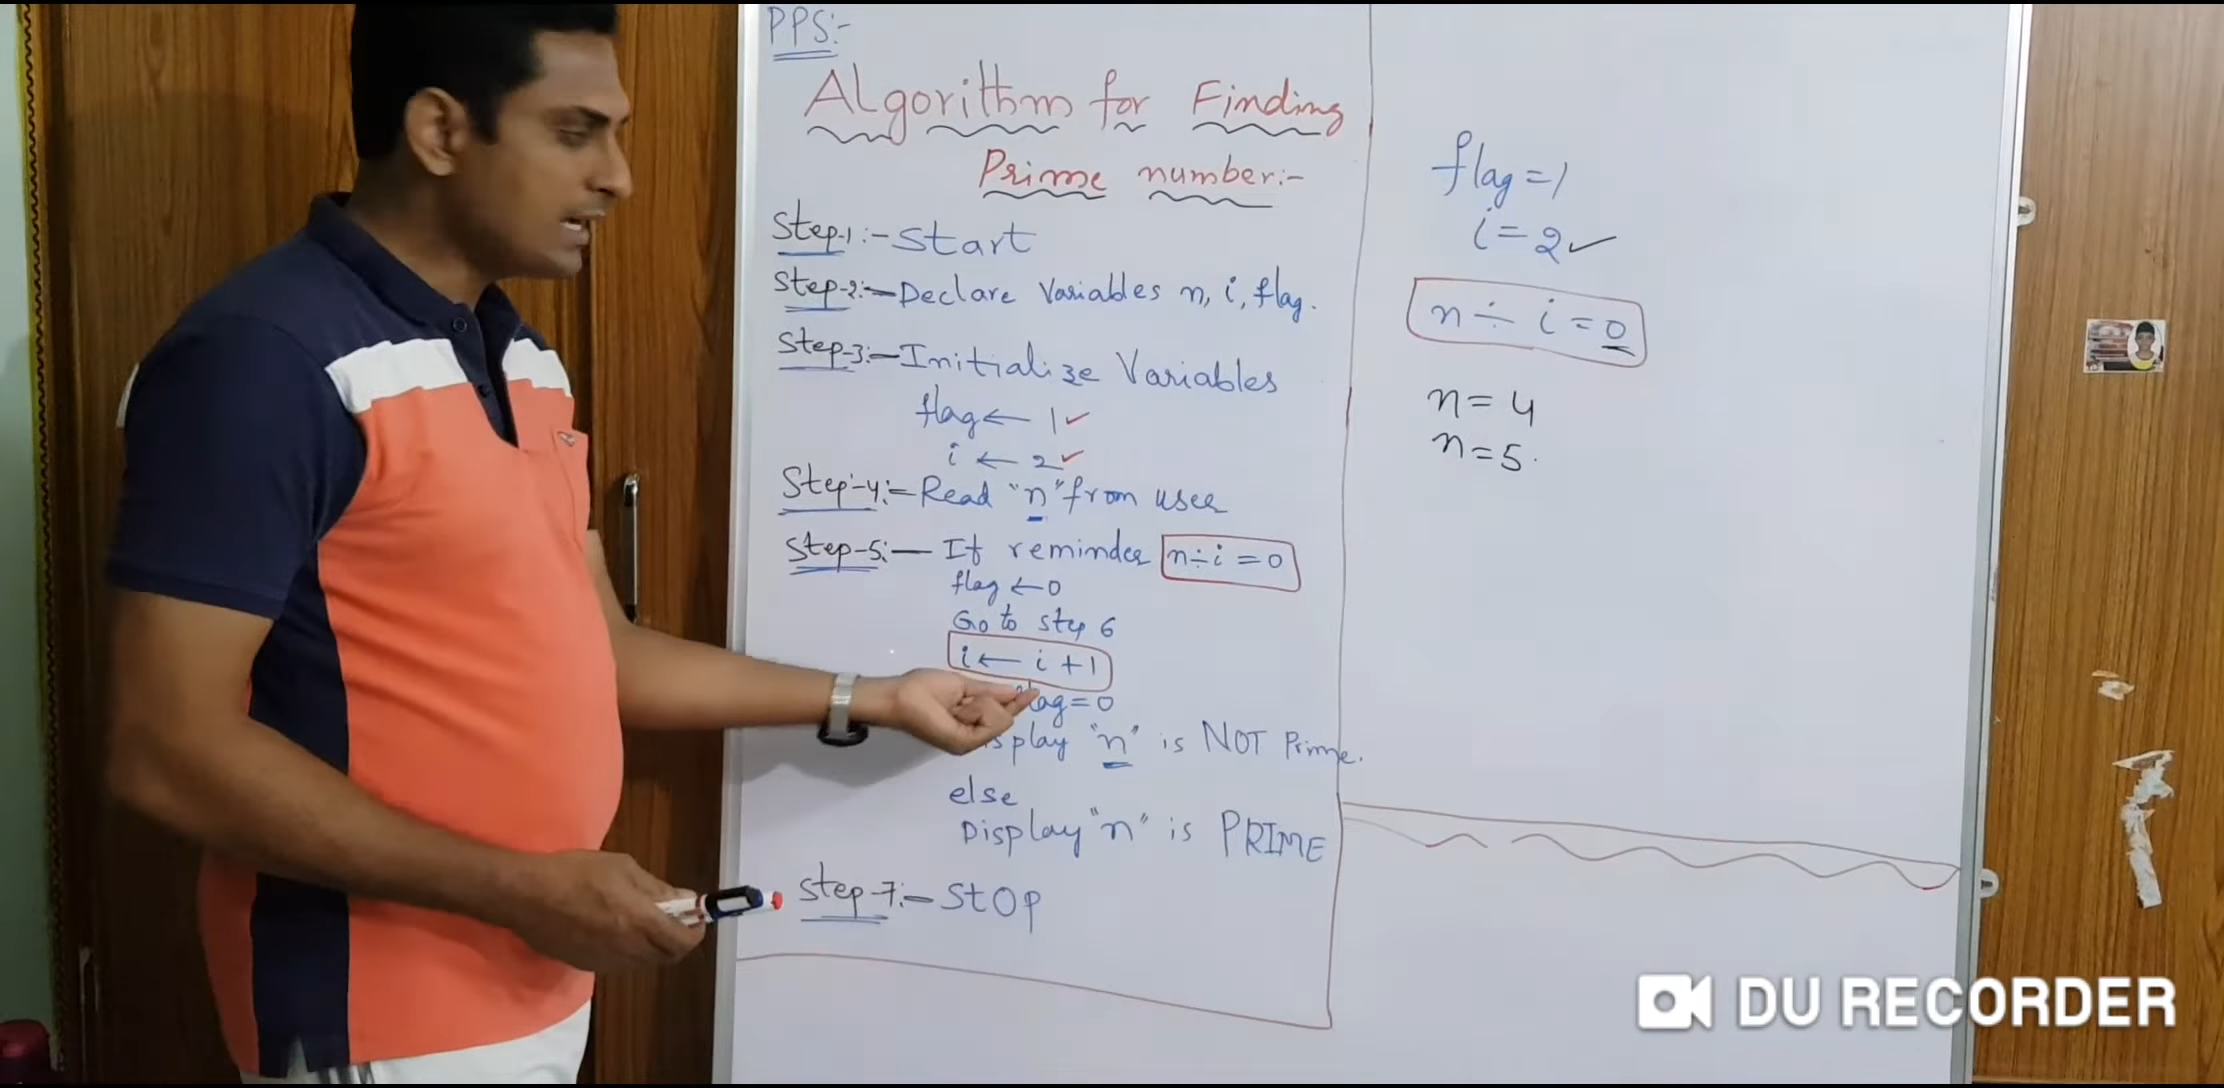 PPS:-
Algorithm for Finding
Prime number:-
Step-1:- Start
Step-2:- Declare Variables n, i, flag.
Step-3:- Initialize Variables
flag ← 1 ✓
i ← 2 ✓
Step-4:- Read "n" from user
Step-5:- If reminder n÷i = 0
flag ← 0
Go to step 6
i ← i + 1
flag = 0
display "n" is NOT Prime.
else
Display "n" is PRIME
Step-7:- Stop
flag = 1
i = 2 ✓
n ÷ i = 0
n = 4
n = 5.
DU RECORDER